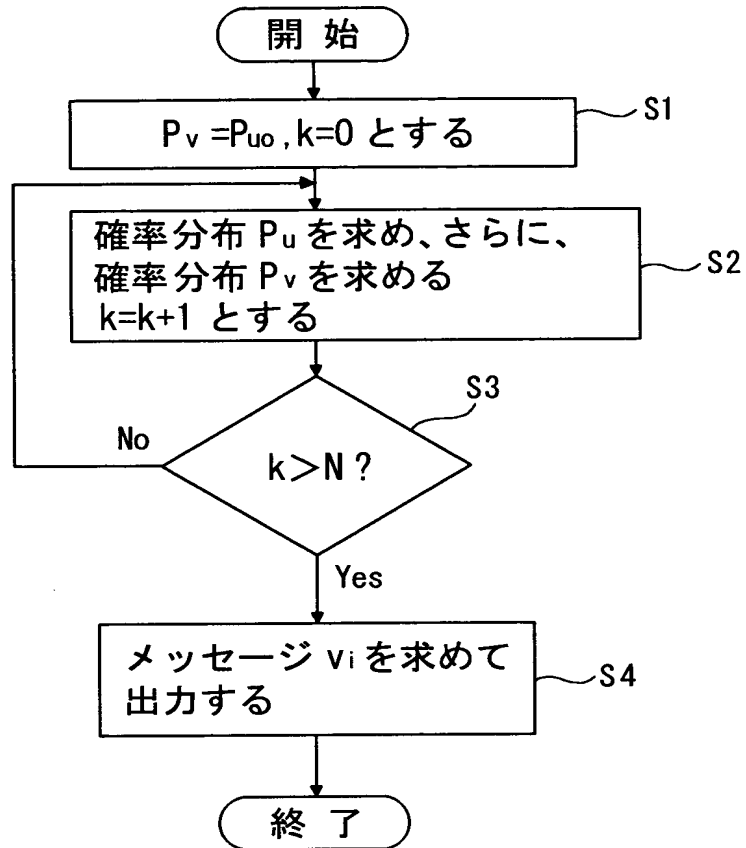 開始
Pv=Puo,k=0 とする
S1
確率分布 Pu を求め、さらに、
確率分布 Pv を求める
k=k+1 とする
S2
S3
No
k>N?
Yes
メッセージ vi を求めて
出力する
S4
終了